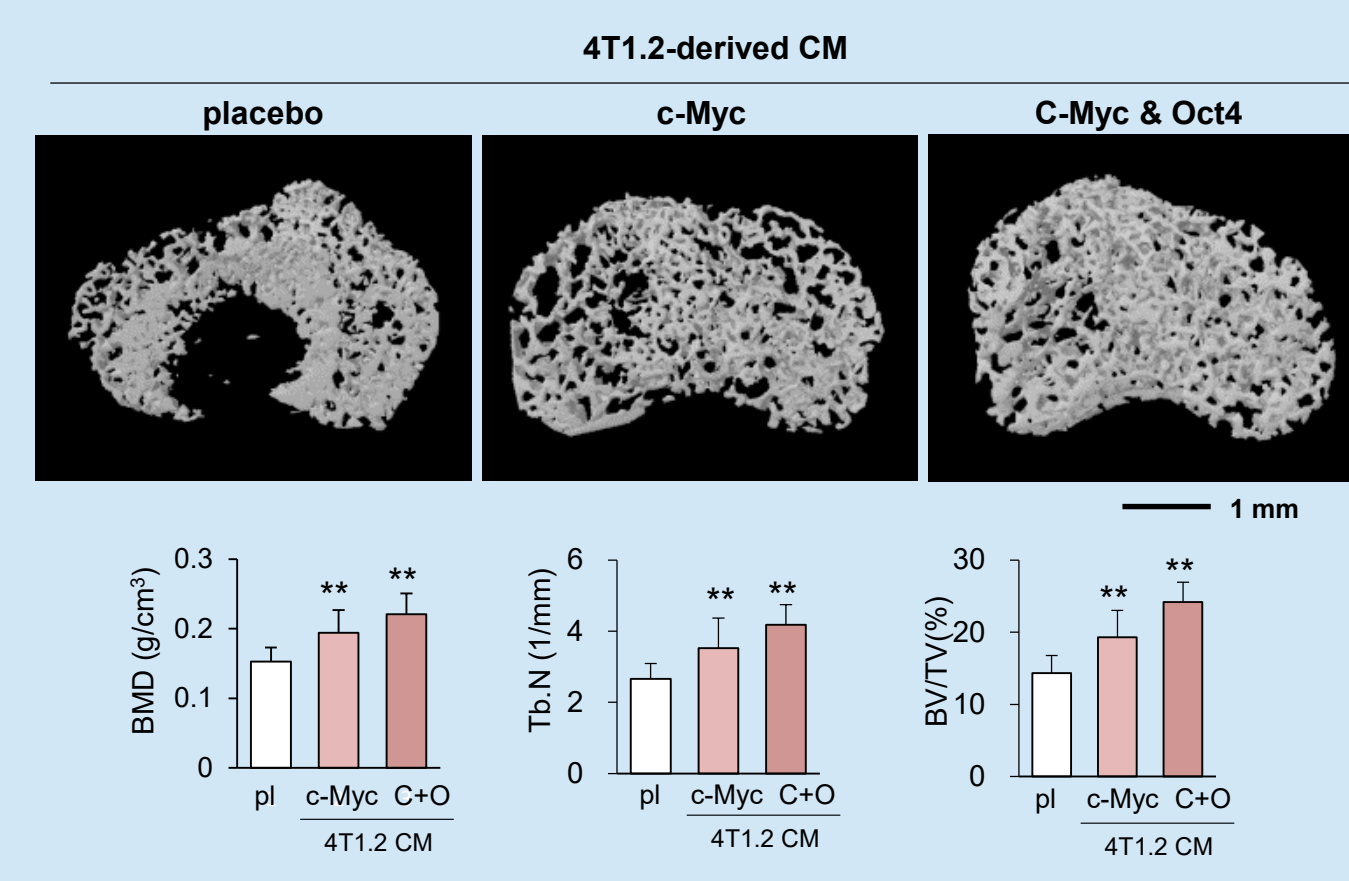 4T1.2-derived CM
placebo
c-Myc
C-Myc & Oct4
1 mm
BMD (g/cm³)
0.3
0.2
0.1
0
**
**
pl
c-Myc
C+O
4T1.2 CM
Tb.N (1/mm)
6
4
2
0
**
**
pl
c-Myc
C+O
4T1.2 CM
BV/TV(%)
30
20
10
0
**
**
pl
c-Myc
C+O
4T1.2 CM